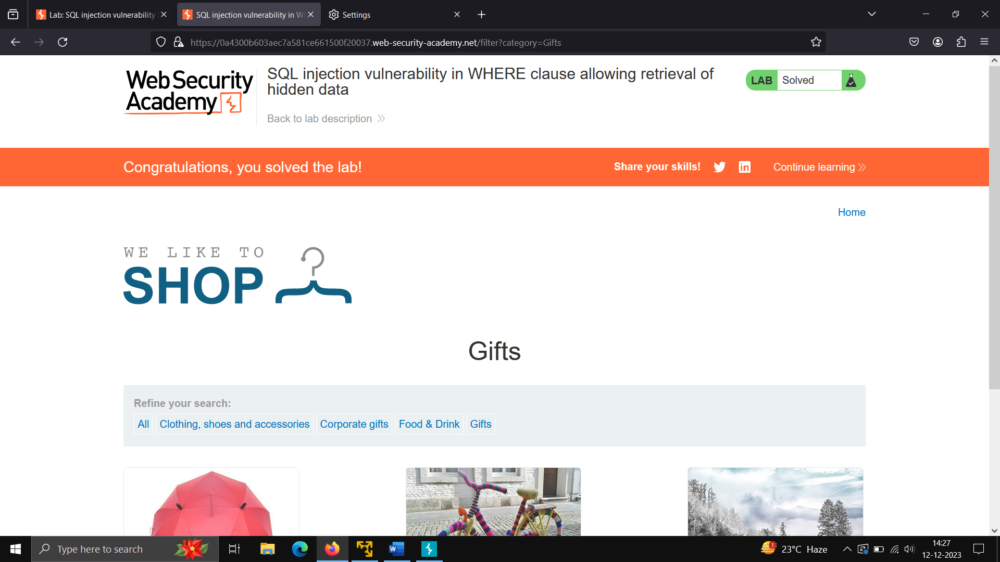 Lab: SQL injection vulnerability i
SQL injection vulnerability in W
Settings
https://0a4300b603aec7a581ce661500f20037.web-security-academy.net/filter?category=Gifts
Web Security
Academy
SQL injection vulnerability in WHERE clause allowing retrieval of
hidden data
Back to lab description
LAB Solved
Congratulations, you solved the lab!
Share your skills!
Continue learning
Home
WE LIKE TO
SHOP
Gifts
Refine your search:
All
Clothing, shoes and accessories
Corporate gifts
Food & Drink
Gifts
Type here to search
1
23°C Haze
14:27
12-12-2023